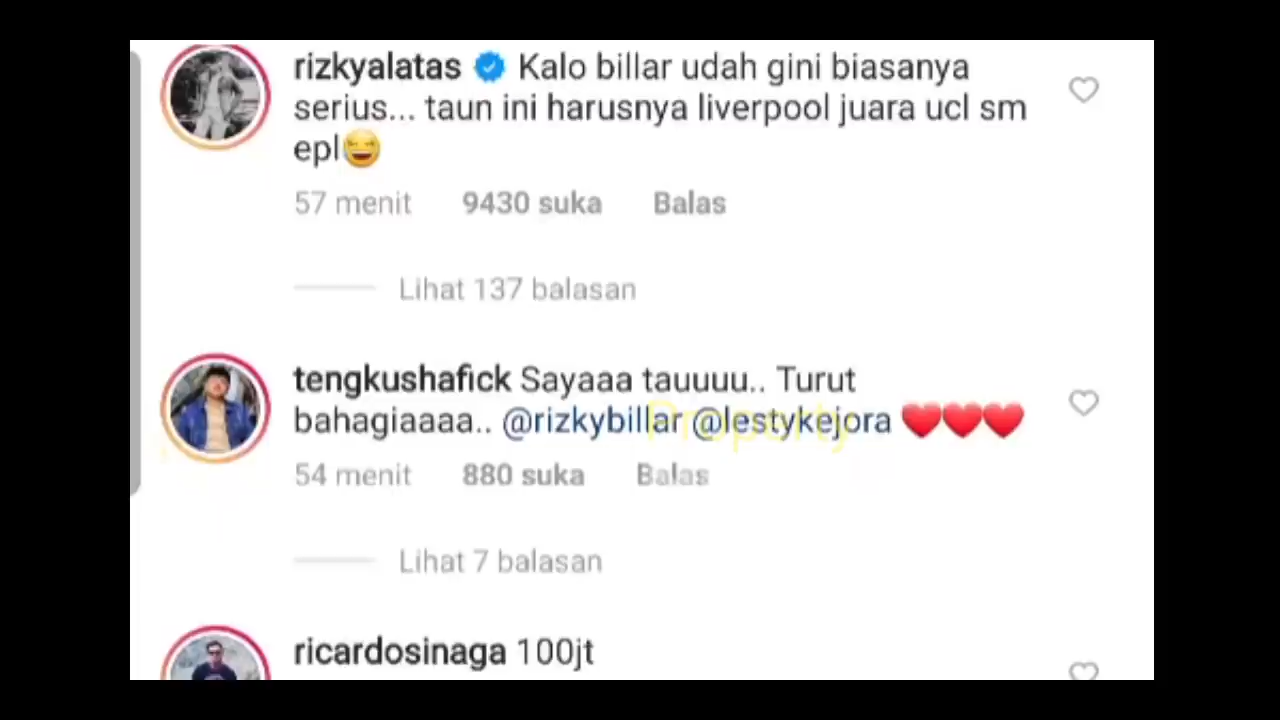 rizkyalatas Kalo billar udah gini biasanya
serius... taun ini harusnya liverpool juara ucl sm
epl😆
57 menit 9430 suka Balas
Lihat 137 balasan
tengkushafick Sayaaa tauuuu.. Turut
bahagiaaaa.. @rizkybillar @lestykejora ❤️❤️❤️
Property
54 menit 880 suka Balas
Lihat 7 balasan
ricardosinaga 100jt